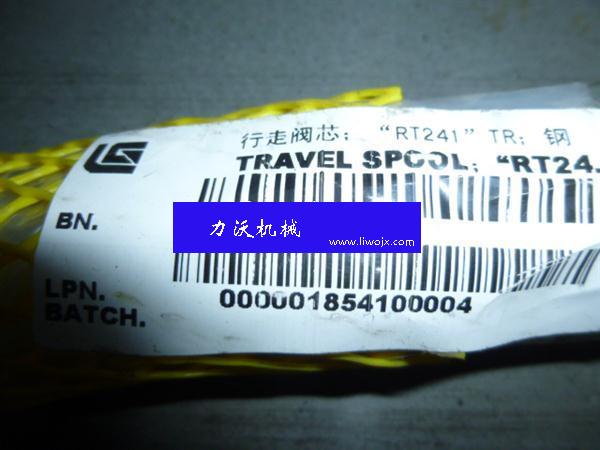 行走阀芯：“RT241”TR：钢
TRAVEL SPOOL：“RT24.
BN.
力沃机械
www.liwojx.com
LPN.
000001854100004
BATCH.